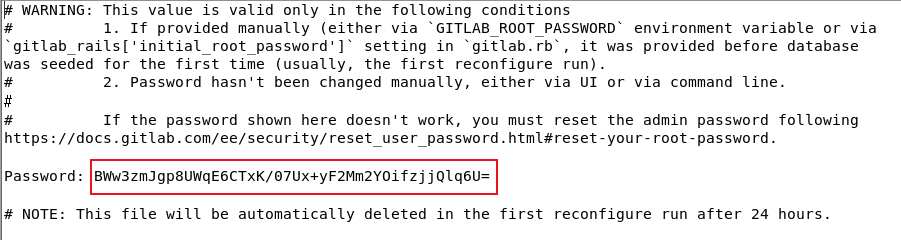 # WARNING: This value is valid only in the following conditions
#          1. If provided manually (either via `GITLAB_ROOT_PASSWORD` environment variable or via
`gitlab_rails['initial_root_password']` setting in `gitlab.rb`, it was provided before database
was seeded for the first time (usually, the first reconfigure run).
#          2. Password hasn't been changed manually, either via UI or via command line.
#
#          If the password shown here doesn't work, you must reset the admin password following
https://docs.gitlab.com/ee/security/reset_user_password.html#reset-your-root-password.
Password: BWw3zmJgp8UWqE6CTxK/07Ux+yF2Mm2YOifzjjQlq6U=
# NOTE: This file will be automatically deleted in the first reconfigure run after 24 hours.